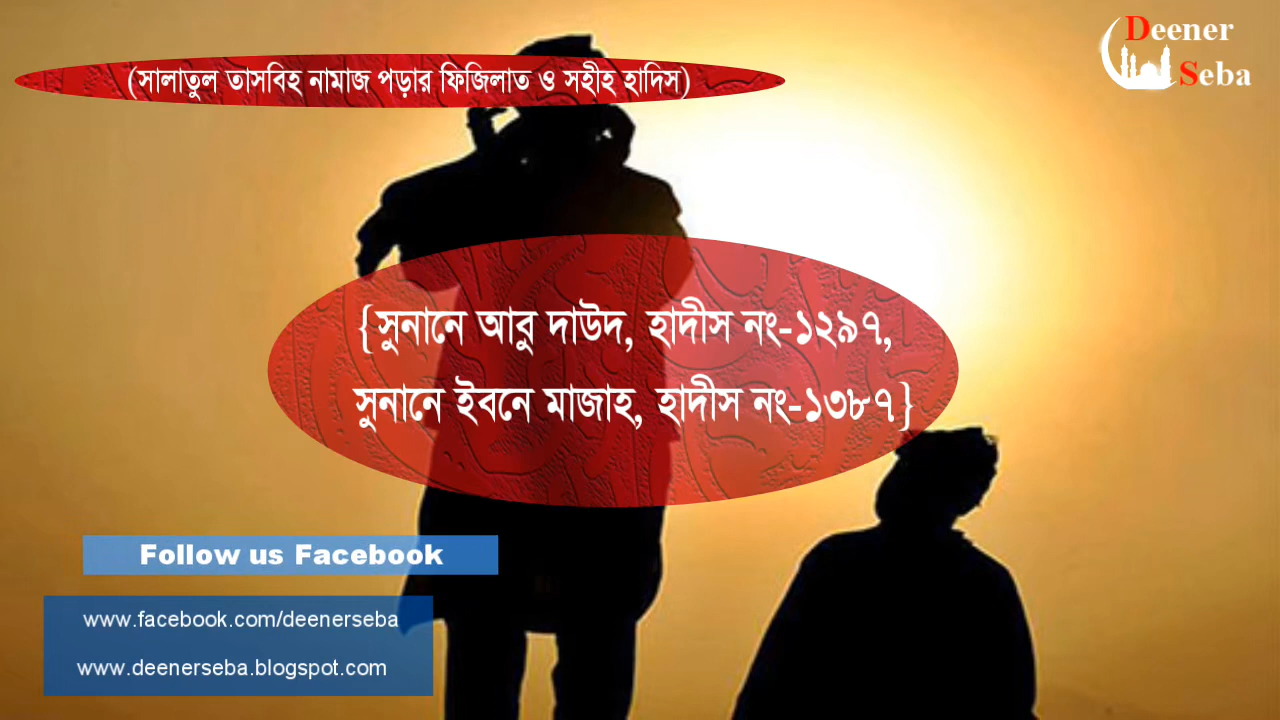 (সালাতুল তাসবিহ নামাজ পড়ার ফিজিলাত ও সহীহ হাদিস)
Deener
Seba
{সুনানে আবু দাউদ, হাদীস নং-১২৯৭,
সুনানে ইবনে মাজাহ, হাদীস নং-১৩৮৭}
Follow us Facebook
www.facebook.com/deenerseba
www.deenerseba.blogspot.com